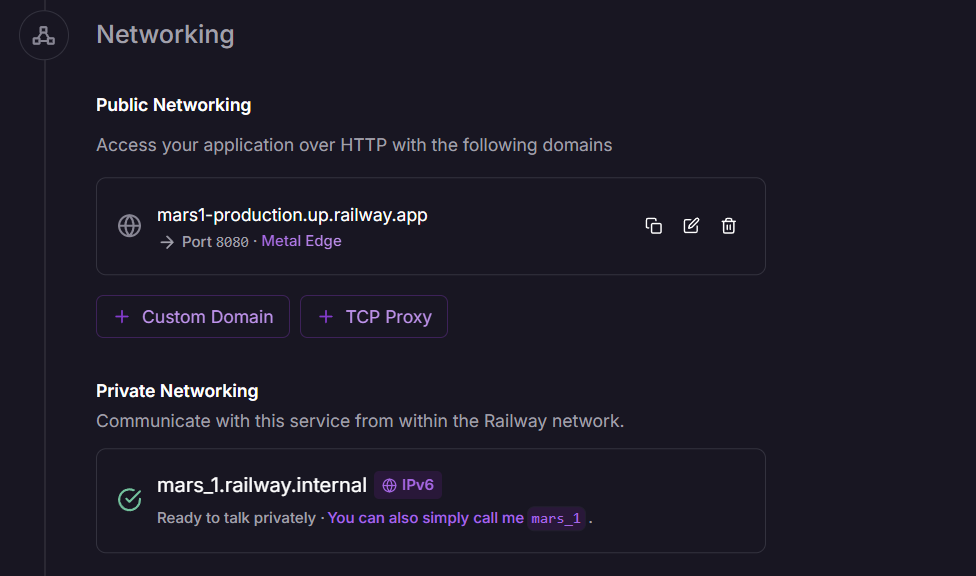 Networking
Public Networking
Access your application over HTTP with the following domains
mars1-production.up.railway.app
→ Port 8080 · Metal Edge
+ Custom Domain
+ TCP Proxy
Private Networking
Communicate with this service from within the Railway network.
mars_1.railway.internal IPv6
Ready to talk privately · You can also simply call me mars_1 .